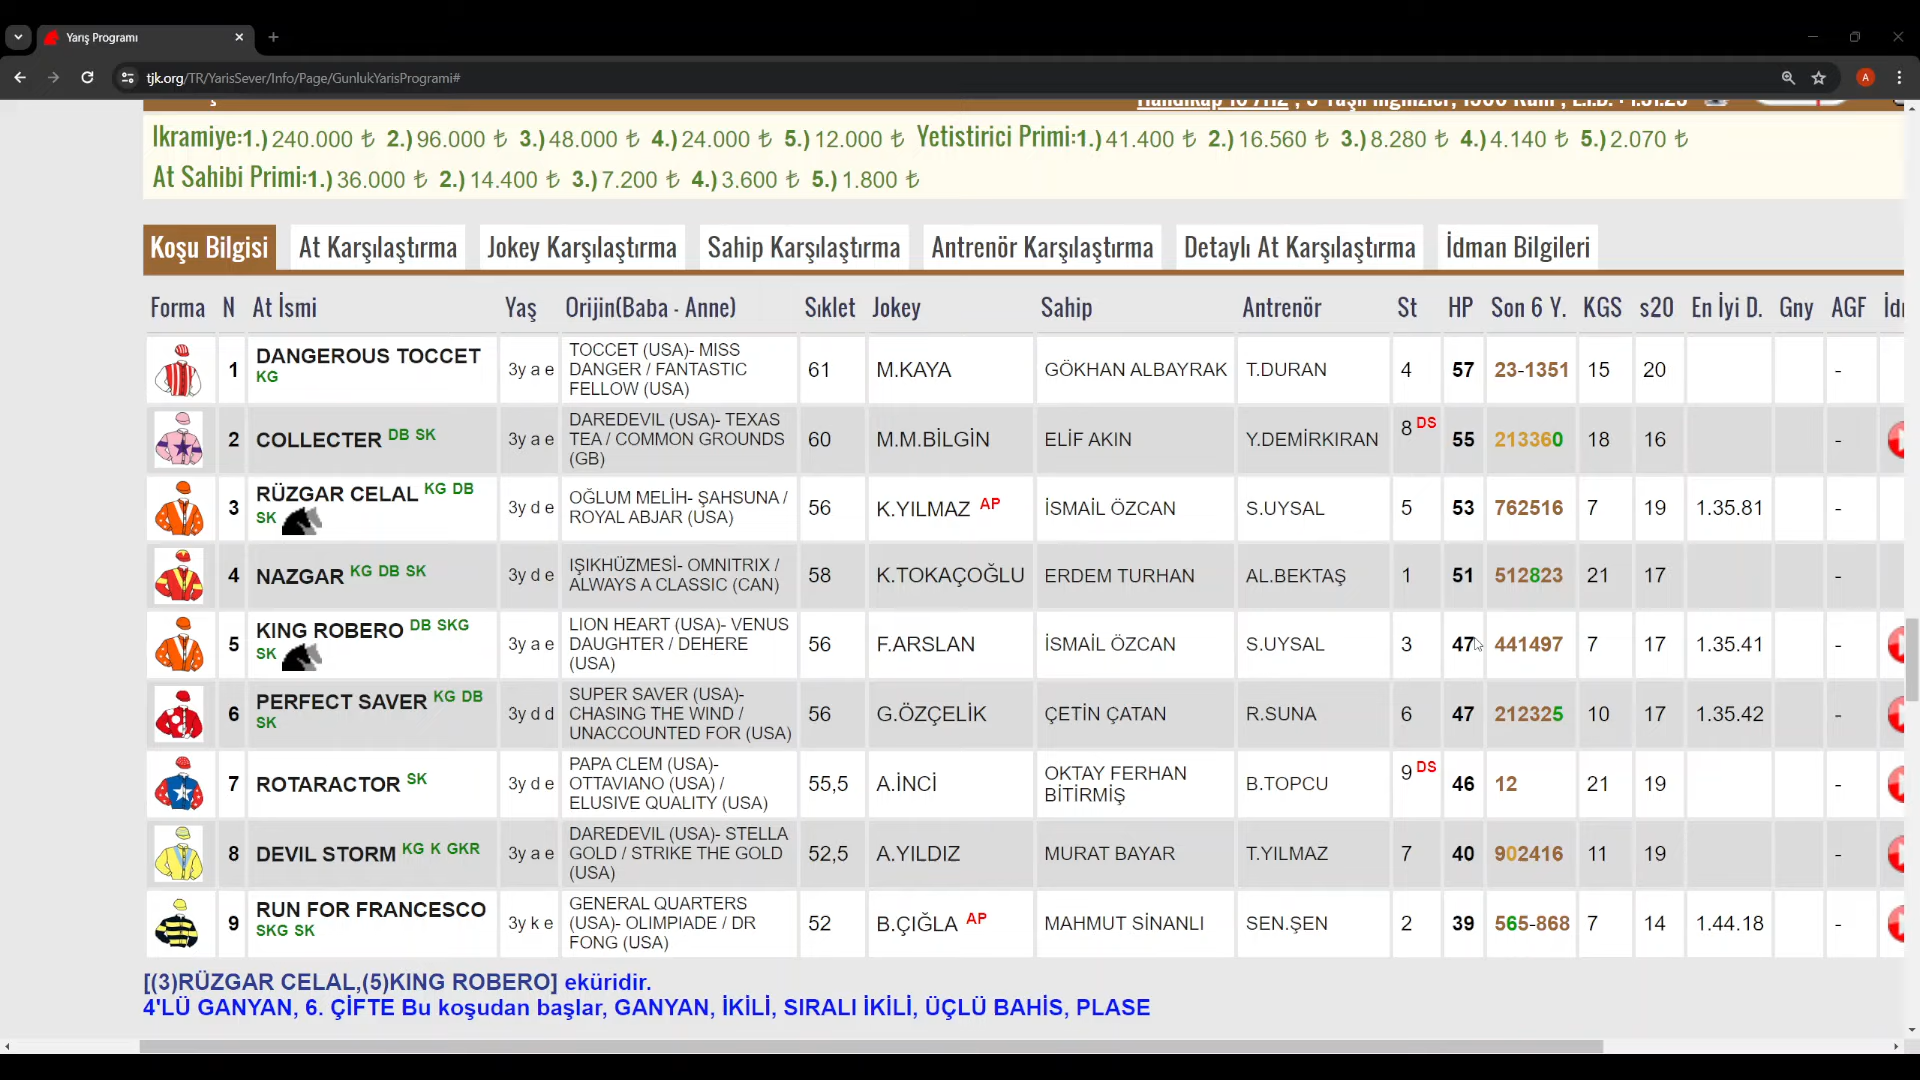 Yarış Programı
tjk.org/TR/YarisSever/Info/Page/GunlukYarisProgrami#
A
Ikramiye:1.) 240.000 ₺ 2.) 96.000 ₺ 3.) 48.000 ₺ 4.) 24.000 ₺ 5.) 12.000 ₺ Yetistirici Primi:1.) 41.400 ₺ 2.) 16.560 ₺ 3.) 8.280 ₺ 4.) 4.140 ₺ 5.) 2.070 ₺
At Sahibi Primi:1.) 36.000 ₺ 2.) 14.400 ₺ 3.) 7.200 ₺ 4.) 3.600 ₺ 5.) 1.800 ₺
Koşu Bilgisi At Karşılaştırma Jokey Karşılaştırma Sahip Karşılaştırma Antrenör Karşılaştırma Detaylı At Karşılaştırma İdman Bilgileri
Forma N At İsmi Yaş Orijin(Baba - Anne) Sıklet Jokey Sahip Antrenör St HP Son 6 Y. KGS s20 En İyi D. Gny AGF
1 DANGEROUS TOCCET KG 3y a e TOCCET (USA)- MISS DANGER / FANTASTIC FELLOW (USA) 61 M.KAYA GÖKHAN ALBAYRAK T.DURAN 4 57 23-1351 15 20 -
2 COLLECTER DB SK 3y a e DAREDEVIL (USA)- TEXAS TEA / COMMON GROUNDS (GB) 60 M.M.BİLGİN ELİF AKIN Y.DEMİRKIRAN 8 DS 55 213360 18 16 -
3 RÜZGAR CELAL KG DB SK 3y d e OĞLUM MELİH- ŞAHSUNA / ROYAL ABJAR (USA) 56 K.YILMAZ AP İSMAİL ÖZCAN S.UYSAL 5 53 762516 7 19 1.35.81 -
4 NAZGAR KG DB SK 3y d e IŞIKHÜZMESİ- OMNITRIX / ALWAYS A CLASSIC (CAN) 58 K.TOKAÇOĞLU ERDEM TURHAN AL.BEKTAŞ 1 51 512823 21 17 -
5 KING ROBERO DB SKG SK 3y a e LION HEART (USA)- VENUS DAUGHTER / DEHERE (USA) 56 F.ARSLAN İSMAİL ÖZCAN S.UYSAL 3 47 441497 7 17 1.35.41 -
6 PERFECT SAVER KG DB SK 3y d d SUPER SAVER (USA)- CHASING THE WIND / UNACCOUNTED FOR (USA) 56 G.ÖZÇELİK ÇETİN ÇATAN R.SUNA 6 47 212325 10 17 1.35.42 -
7 ROTARACTOR SK 3y d e PAPA CLEM (USA)- OTTAVIANO (USA) / ELUSIVE QUALITY (USA) 55,5 A.İNCİ OKTAY FERHAN BİTİRMİŞ B.TOPCU 9 DS 46 12 21 19 -
8 DEVIL STORM KG K GKR 3y a e DAREDEVIL (USA)- STELLA GOLD / STRIKE THE GOLD (USA) 52,5 A.YILDIZ MURAT BAYAR T.YILMAZ 7 40 902416 11 19 -
9 RUN FOR FRANCESCO SKG SK 3y k e GENERAL QUARTERS (USA)- OLIMPIADE / DR FONG (USA) 52 B.ÇIĞLA AP MAHMUT SİNANLI SEN.ŞEN 2 39 565-868 7 14 1.44.18 -
[(3)RÜZGAR CELAL,(5)KING ROBERO] eküridir.
4'LÜ GANYAN, 6. ÇİFTE Bu koşudan başlar, GANYAN, İKİLİ, SIRALI İKİLİ, ÜÇLÜ BAHİS, PLASE